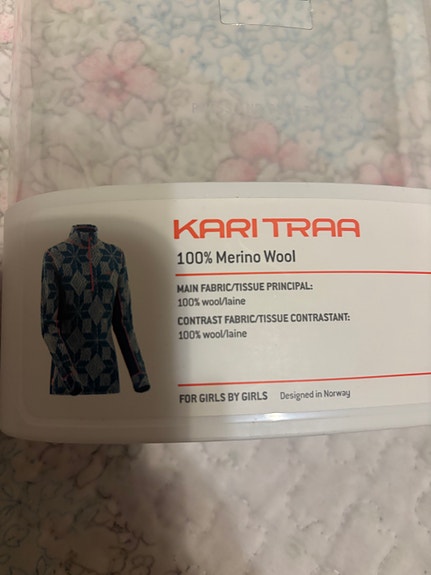 KARI TRAA
100% Merino Wool
MAIN FABRIC/TISSUE PRINCIPAL:
100% wool/laine
CONTRAST FABRIC/TISSUE CONTRASTANT:
100% wool/laine
FOR GIRLS BY GIRLS Designed in Norway